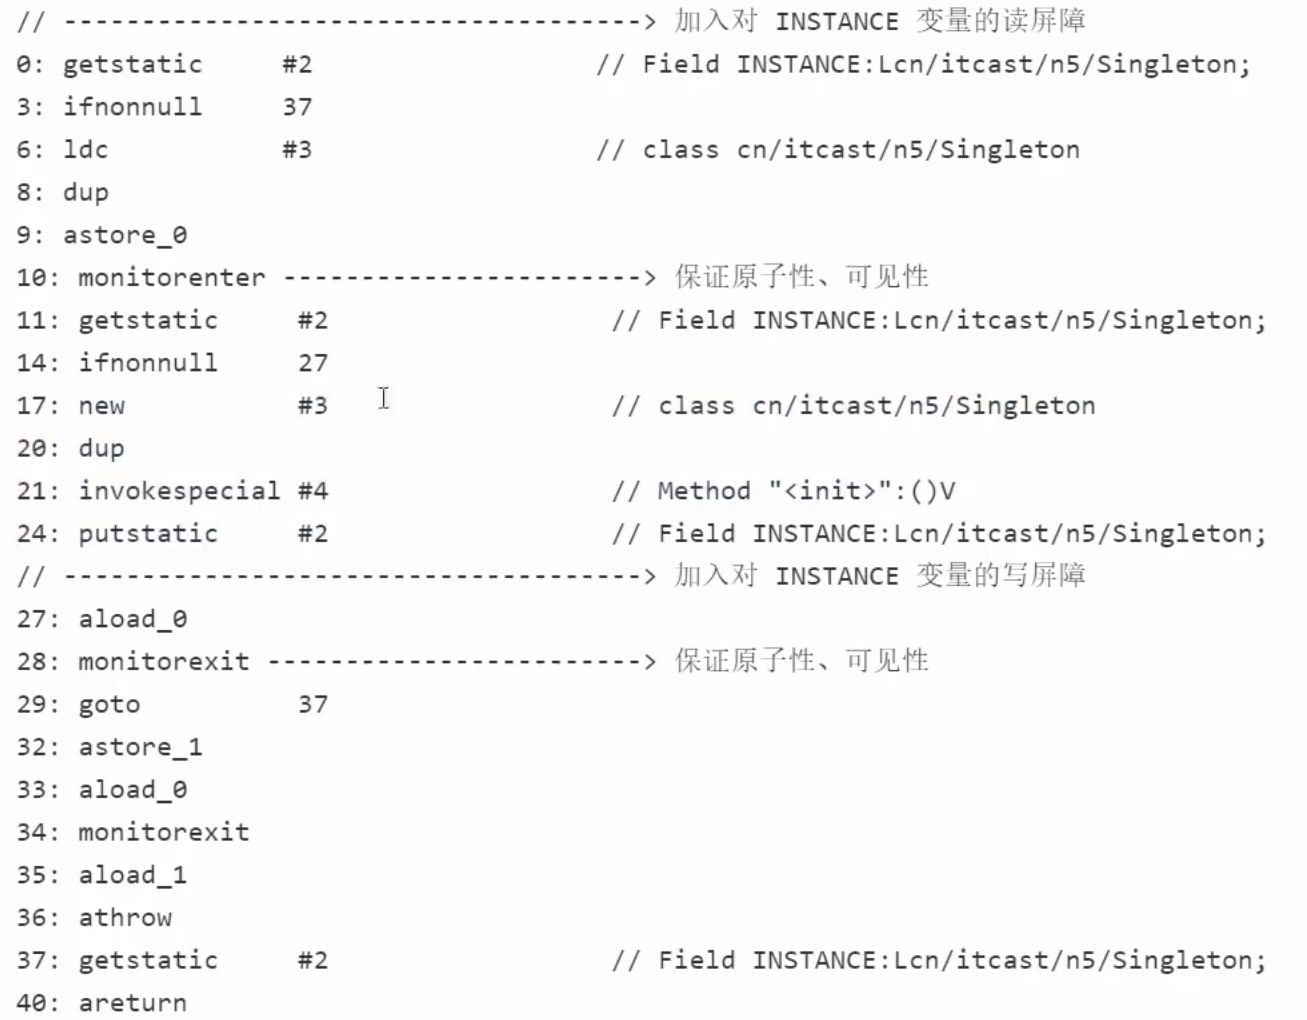 // -------------------------------------> 加入对 INSTANCE 变量的读屏障
0: getstatic #2 // Field INSTANCE:Lcn/itcast/n5/Singleton;
3: ifnonnull 37
6: ldc #3 // class cn/itcast/n5/Singleton
8: dup
9: astore_0
10: monitorenter -----------------------> 保证原子性、可见性
11: getstatic #2 // Field INSTANCE:Lcn/itcast/n5/Singleton;
14: ifnonnull 27
17: new #3 // class cn/itcast/n5/Singleton
20: dup
21: invokespecial #4 // Method "<init>":()V
24: putstatic #2 // Field INSTANCE:Lcn/itcast/n5/Singleton;
// -------------------------------------> 加入对 INSTANCE 变量的写屏障
27: aload_0
28: monitorexit ------------------------> 保证原子性、可见性
29: goto 37
32: astore_1
33: aload_0
34: monitorexit
35: aload_1
36: athrow
37: getstatic #2 // Field INSTANCE:Lcn/itcast/n5/Singleton;
40: areturn